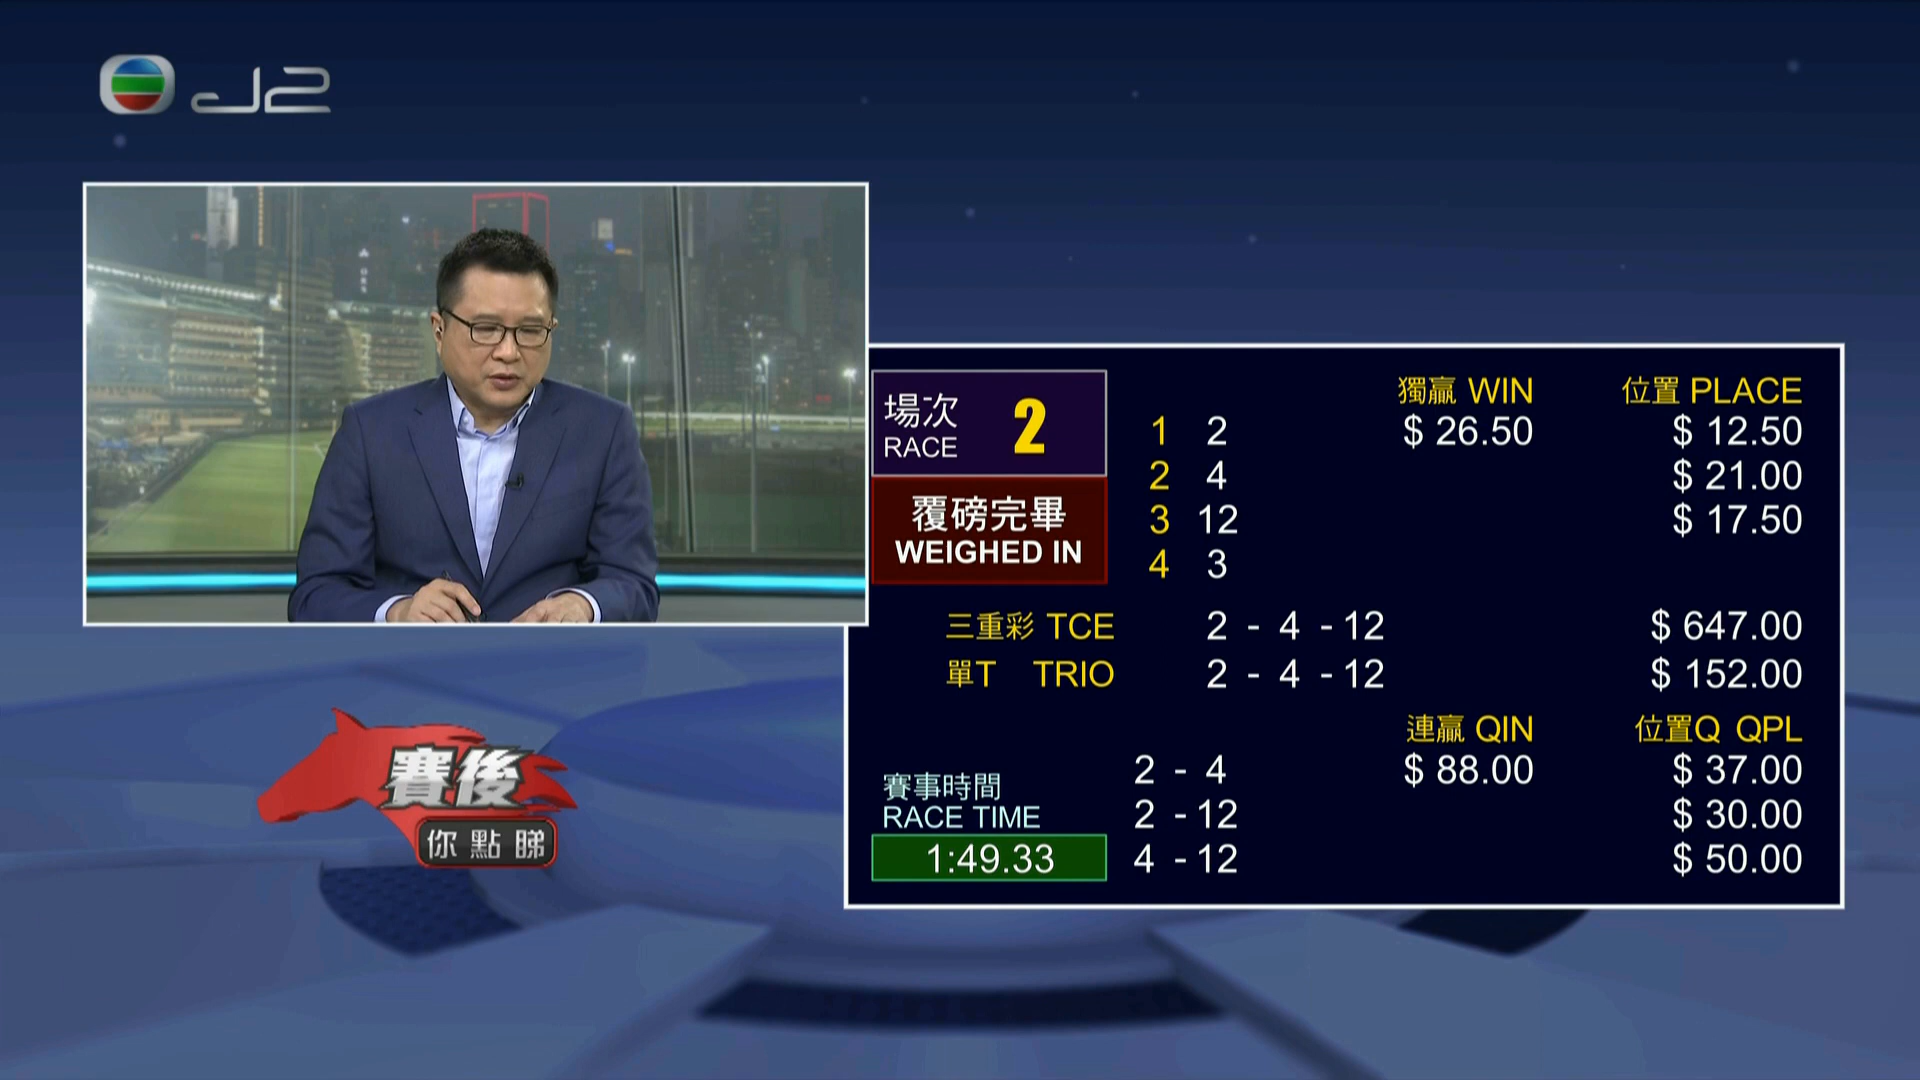 J2
場次
RACE
2
覆磅完畢
WEIGHED IN
獨贏 WIN 位置 PLACE
1 2 $ 26.50 $ 12.50
2 4 $ 21.00
3 12 $ 17.50
4 3
三重彩 TCE 2 - 4 - 12 $ 647.00
單T TRIO 2 - 4 - 12 $ 152.00
連贏 QIN 位置Q QPL
2 - 4 $ 88.00 $ 37.00
2 - 12 $ 30.00
4 - 12 $ 50.00
賽事時間
RACE TIME
1:49.33
賽後
你點睇